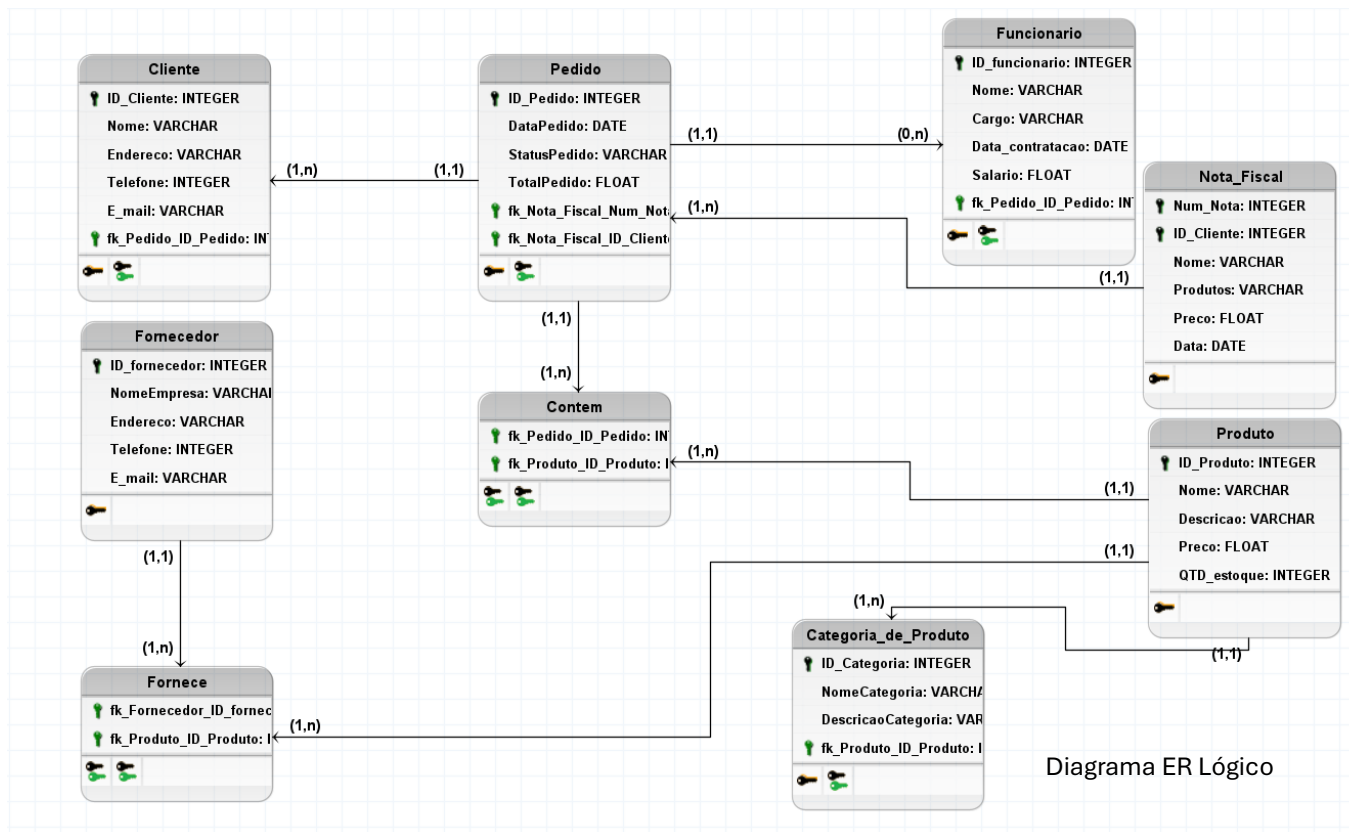 Cliente
ID_Cliente: INTEGER
Nome: VARCHAR
Endereco: VARCHAR
Telefone: INTEGER
E_mail: VARCHAR
fk_Pedido_ID_Pedido: IN
(1,n)
(1,1)
Pedido
ID_Pedido: INTEGER
DataPedido: DATE
StatusPedido: VARCHAR
TotalPedido: FLOAT
fk_Nota_Fiscal_Num_Nota
fk_Nota_Fiscal_ID_Cliente
(1,1)
(0,n)
(1,n)
(1,1)
Funcionario
ID_funcionario: INTEGER
Nome: VARCHAR
Cargo: VARCHAR
Data_contratacao: DATE
Salario: FLOAT
fk_Pedido_ID_Pedido: IN
Nota_Fiscal
Num_Nota: INTEGER
ID_Cliente: INTEGER
Nome: VARCHAR
Produtos: VARCHAR
Preco: FLOAT
Data: DATE
(1,1)
(1,n)
Fornecedor
ID_fornecedor: INTEGER
NomeEmpresa: VARCHA
Endereco: VARCHAR
Telefone: INTEGER
E_mail: VARCHAR
(1,1)
(1,n)
Contem
fk_Pedido_ID_Pedido: IN
fk_Produto_ID_Produto: I
(1,n)
(1,1)
(1,1)
Produto
ID_Produto: INTEGER
Nome: VARCHAR
Descricao: VARCHAR
Preco: FLOAT
QTD_estoque: INTEGER
(1,1)
(1,n)
Fornece
fk_Fornecedor_ID_fornec
fk_Produto_ID_Produto: I
(1,n)
Categoria_de_Produto
ID_Categoria: INTEGER
NomeCategoria: VARCHA
DescricaoCategoria: VAR
fk_Produto_ID_Produto: I
Diagrama ER Lógico